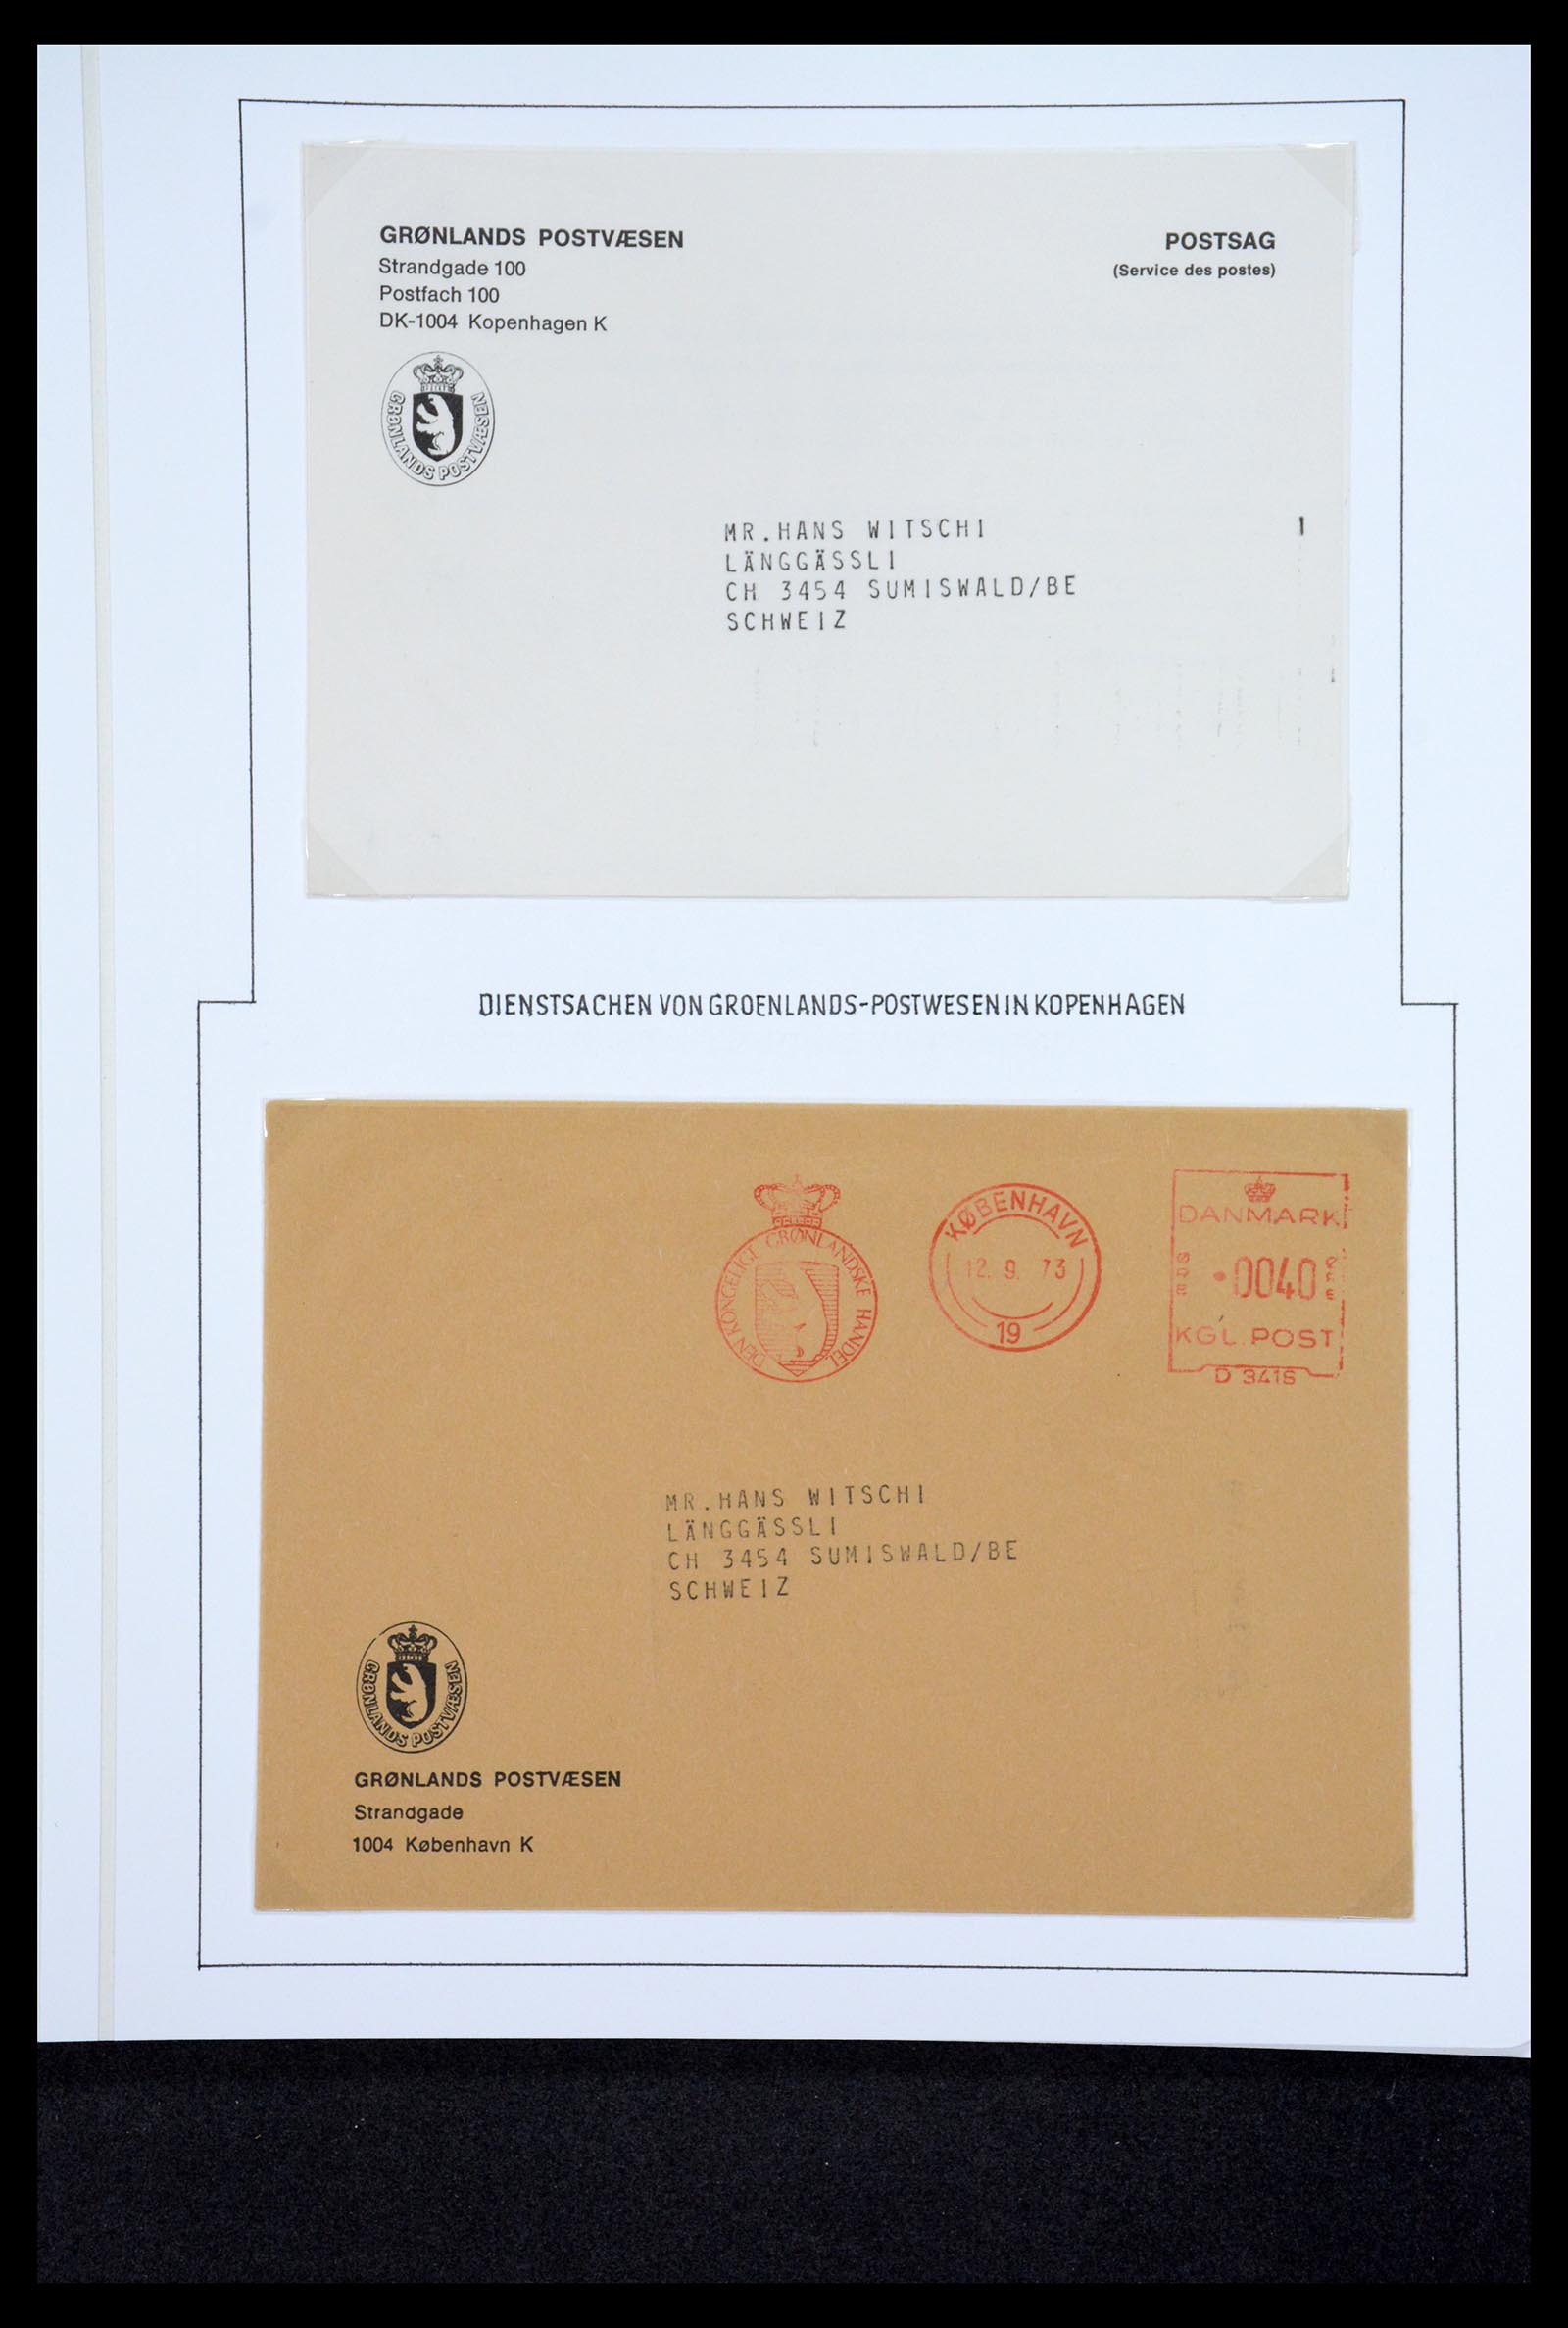 GRØNLANDS POSTVÆSEN
Strandgade 100
Postfach 100
DK-1004 Kopenhagen K
POSTSAG
(Service des postes)
GRØNLANDS POSTVÆSEN
MR.HANS WITSCHI
LÄNGGÄSSLI
CH 3454 SUMISWALD/BE
SCHWEIZ
DIENSTSACHEN VON GROENLANDS-POSTWESEN IN KOPENHAGEN
DEN KONGELIGE GRØNLANDSKE HANDEL
KØBENHAVN
12. 9. 73
19
DANMARK
ØRE 0040 ØRE
KGL. POST
MR.HANS WITSCHI
LÄNGGÄSSLI
CH 3454 SUMISWALD/BE
SCHWEIZ
GRØNLANDS POSTVÆSEN
GRØNLANDS POSTVÆSEN
Strandgade
1004 København K